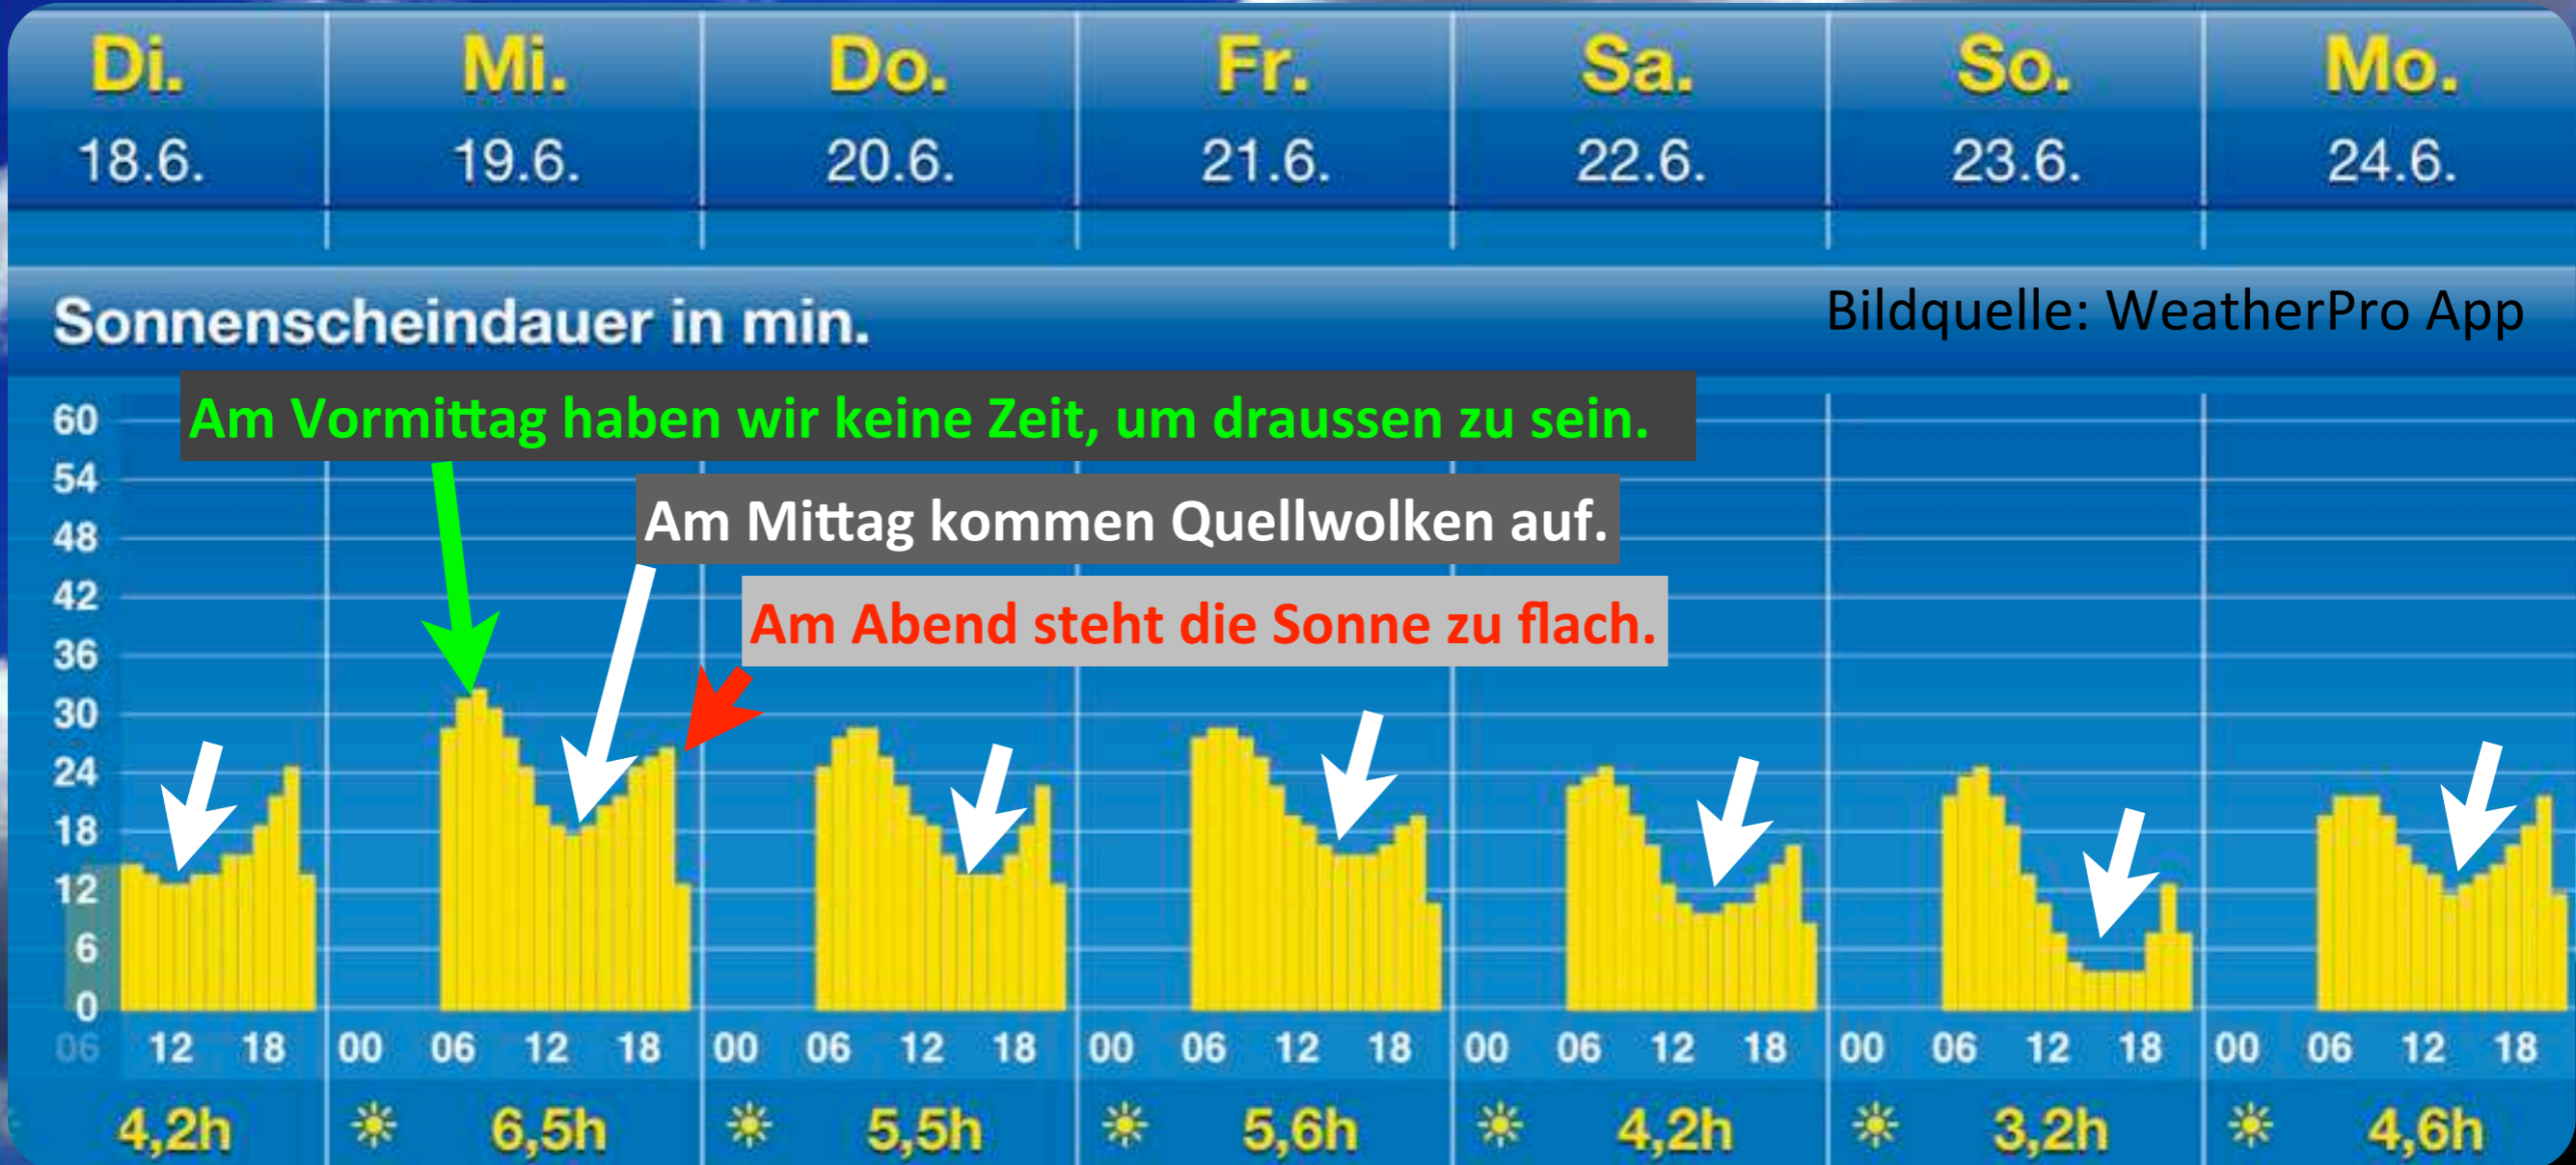 Di. Mi. Do. Fr. Sa. So. Mo.
18.6. 19.6. 20.6. 21.6. 22.6. 23.6. 24.6.
Sonnenscheindauer in min.
Bildquelle: WeatherPro App
60
Am Vormittag haben wir keine Zeit, um draussen zu sein.
54
Am Mittag kommen Quellwolken auf.
48
42
Am Abend steht die Sonne zu flach.
36
30
24
18
12
6
0
06 12 18 00 06 12 18 00 06 12 18 00 06 12 18 00 06 12 18 00 06 12 18 00 06 12 18
4,2h 6,5h 5,5h 5,6h 4,2h 3,2h 4,6h